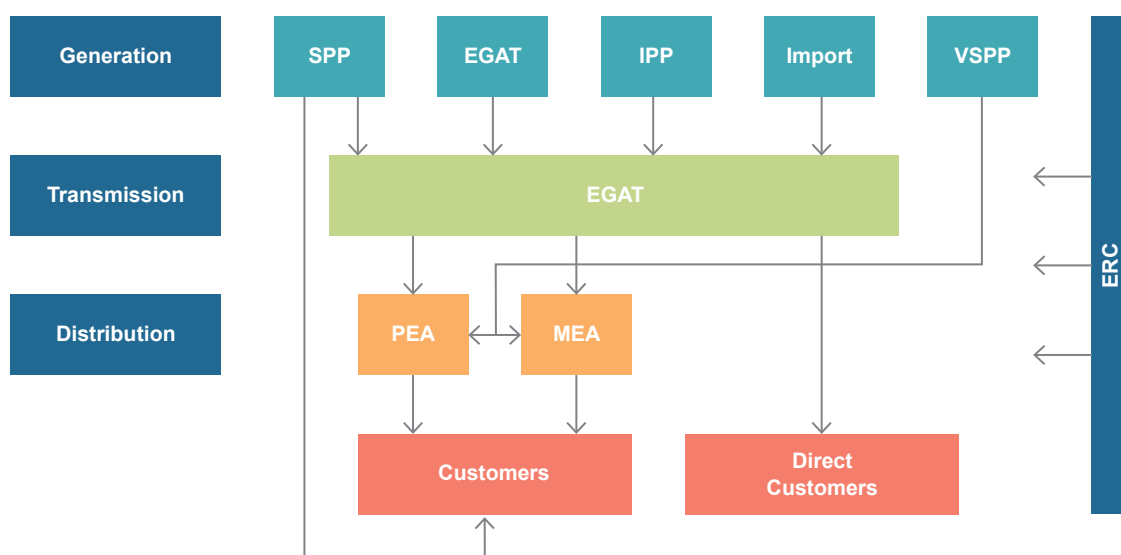 Generation
SPP
EGAT
IPP
Import
VSPP
Transmission
EGAT
ERC
Distribution
PEA
MEA
Customers
Direct
Customers